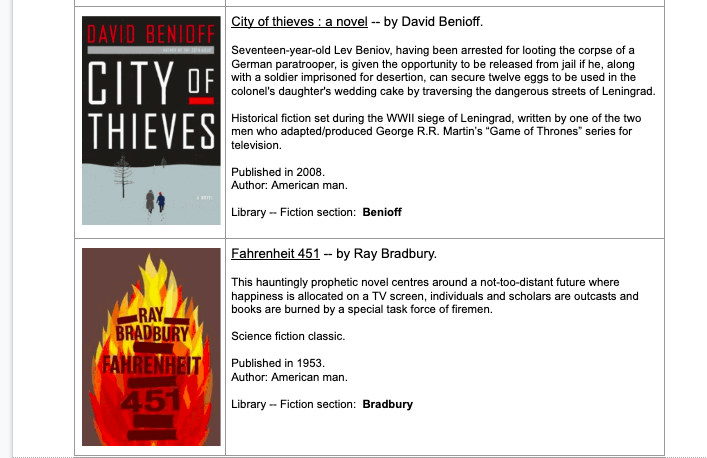 DAVID BENIOFF
CITY OF
THIEVES
A NOVEL
City of thieves : a novel -- by David Benioff.
Seventeen-year-old Lev Beniov, having been arrested for looting the corpse of a
German paratrooper, is given the opportunity to be released from jail if he, along
with a soldier imprisoned for desertion, can secure twelve eggs to be used in the
colonel's daughter's wedding cake by traversing the dangerous streets of Leningrad.
Historical fiction set during the WWII siege of Leningrad, written by one of the two
men who adapted/produced George R.R. Martin's “Game of Thrones” series for
television.
Published in 2008.
Author: American man.
Library -- Fiction section: Benioff
RAY
BRADBURY
FAHRENHEIT
451
Fahrenheit 451 -- by Ray Bradbury.
This hauntingly prophetic novel centres around a not-too-distant future where
happiness is allocated on a TV screen, individuals and scholars are outcasts and
books are burned by a special task force of firemen.
Science fiction classic.
Published in 1953.
Author: American man.
Library -- Fiction section: Bradbury